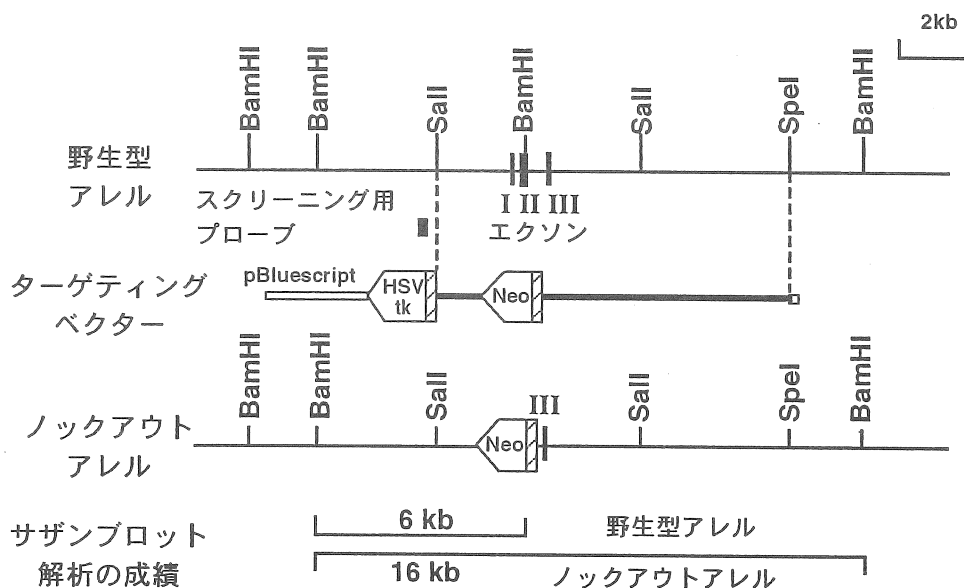 2kb
BamHI
BamHI
SalI
BamHI
SalI
SpeI
BamHI
野生型
アレル
スクリーニング用
プローブ
I II III
エクソン
ターゲティング
ベクター
pBluescript
HSV
tk
Neo
BamHI
BamHI
SalI
SalI
SpeI
BamHI
III
ノックアウト
アレル
Neo
サザンブロット
解析の成績
6 kb
野生型アレル
16 kb
ノックアウトアレル